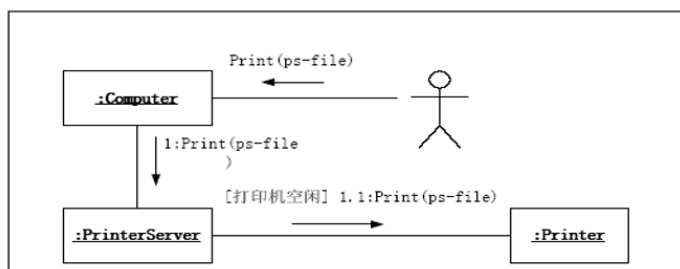 Print(ps-file)
:Computer
1:Print(ps-file
)
[打印机空闲] 1.1:Print(ps-file)
:PrinterServer
:Printer